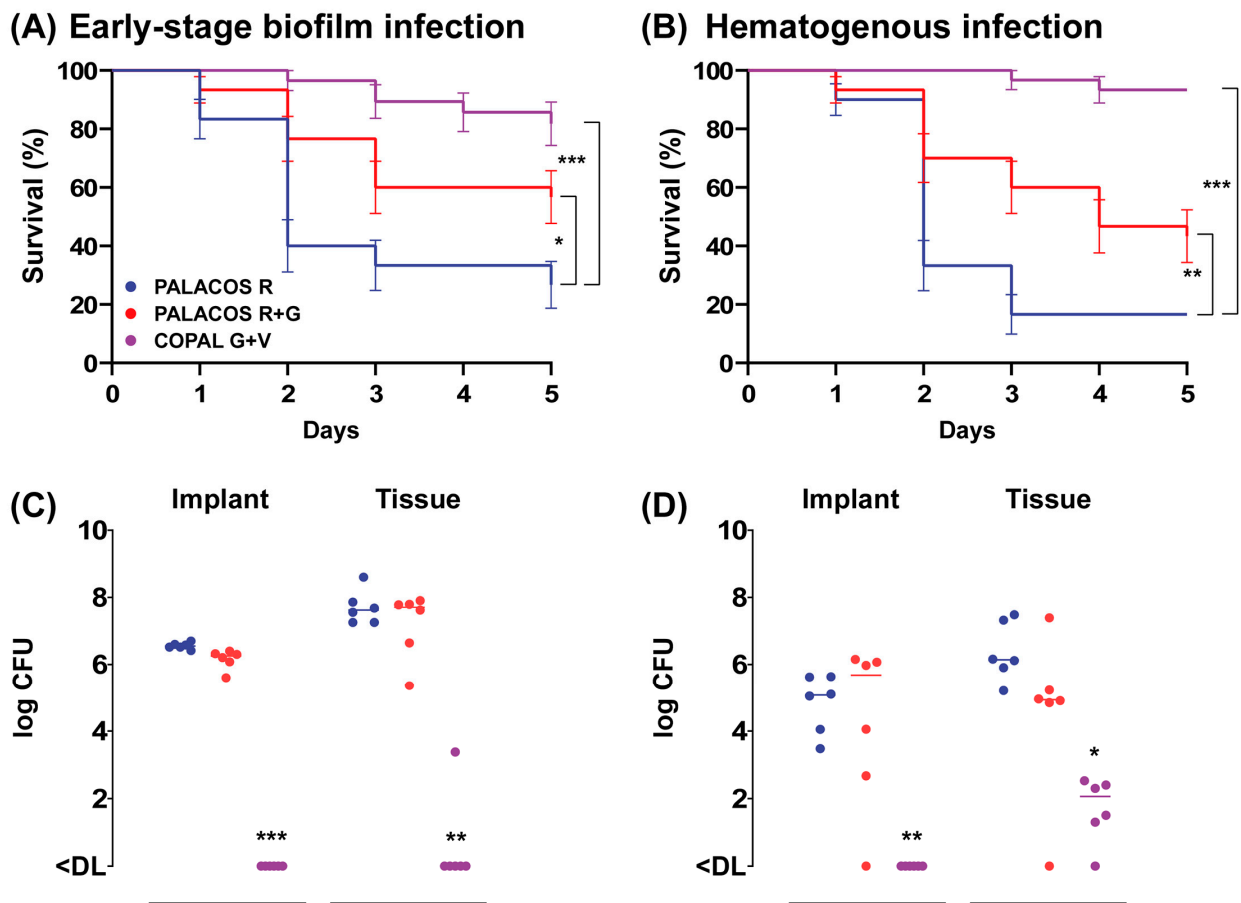 (A) Early-stage biofilm infection
100
80
60
40
20
0
Survival (%)
***
*
PALACOS R
PALACOS R+G
COPAL G+V
0 1 2 3 4 5
Days
(B) Hematogenous infection
100
80
60
40
20
0
Survival (%)
***
**
0 1 2 3 4 5
Days
(C)
Implant Tissue
10
8
6
4
2
<DL
log CFU
*** **
(D)
Implant Tissue
10
8
6
4
2
<DL
log CFU
*
**